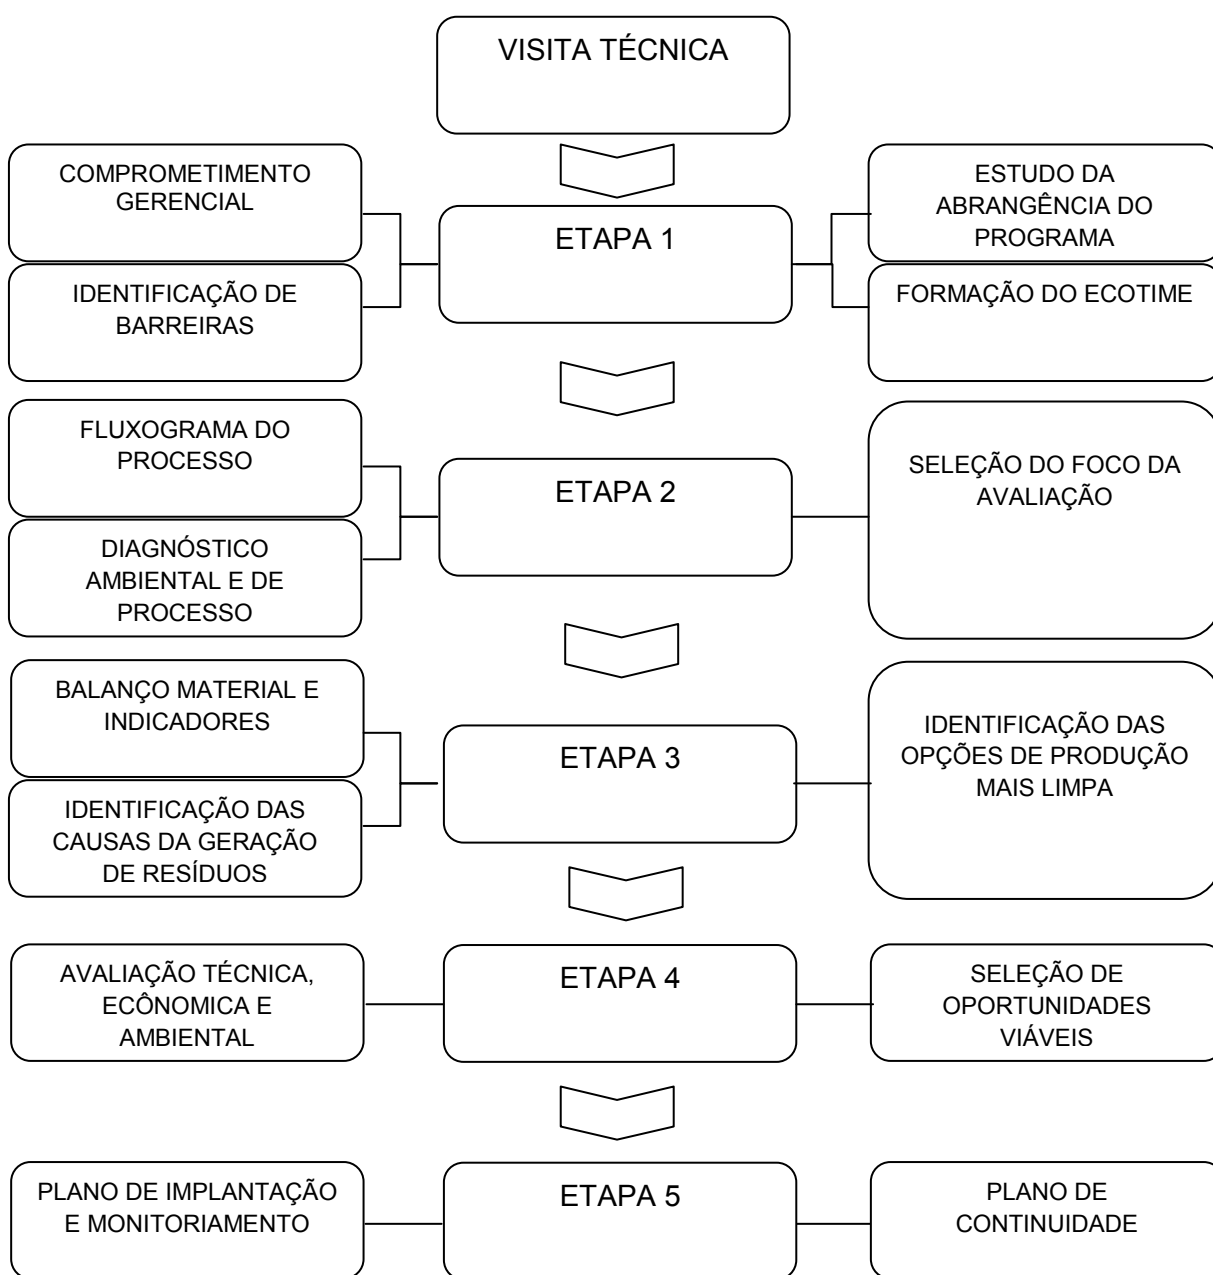 VISITA TÉCNICA
COMPROMETIMENTO
GERENCIAL
IDENTIFICAÇÃO DE
BARREIRAS
ETAPA 1
ESTUDO DA
ABRANGÊNCIA DO
PROGRAMA
FORMAÇÃO DO ECOTIME
FLUXOGRAMA DO
PROCESSO
DIAGNÓSTICO
AMBIENTAL E DE
PROCESSO
ETAPA 2
SELEÇÃO DO FOCO DA
AVALIAÇÃO
BALANÇO MATERIAL E
INDICADORES
IDENTIFICAÇÃO DAS
CAUSAS DA GERAÇÃO
DE RESÍDUOS
ETAPA 3
IDENTIFICAÇÃO DAS
OPÇÕES DE PRODUÇÃO
MAIS LIMPA
AVALIAÇÃO TÉCNICA,
ECÔNOMICA E
AMBIENTAL
ETAPA 4
SELEÇÃO DE
OPORTUNIDADES
VIÁVEIS
PLANO DE IMPLANTAÇÃO
E MONITORIAMENTO
ETAPA 5
PLANO DE
CONTINUIDADE